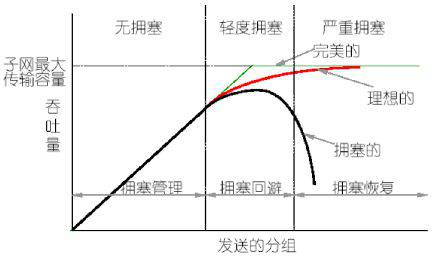 无拥塞
轻度拥塞
严重拥塞
完美的
子网最大
传输容量
理想的
吞
吐
量
拥塞的
拥塞管理
拥塞回避
拥塞恢复
发送的分组